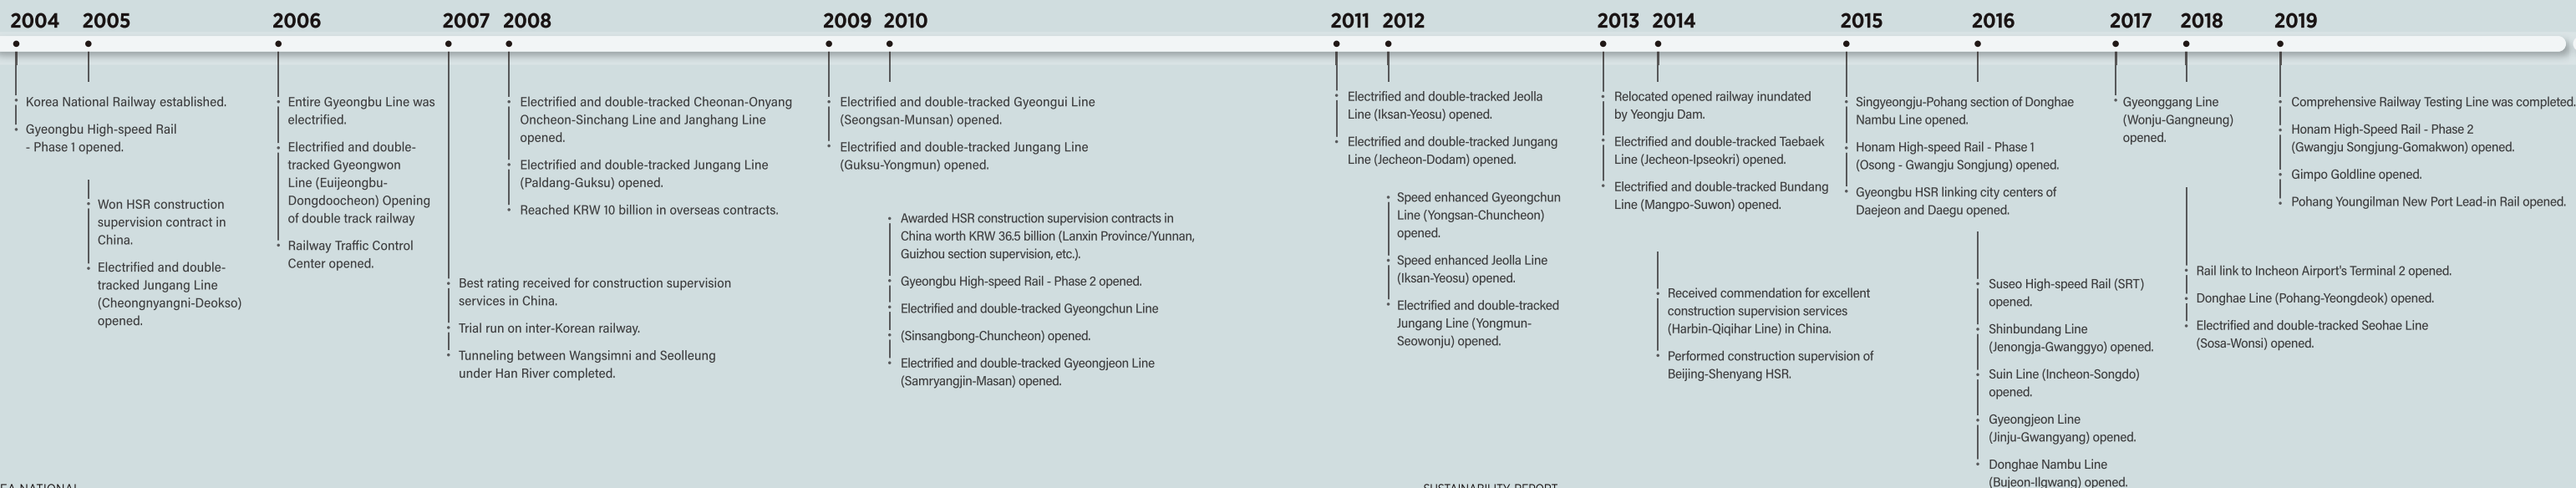 2004
2005
2006
2007
2008
2009
2010
2011
2012
2013
2014
2015
2016
2017
2018
2019
Korea National Railway established.
Gyeongbu High-speed Rail
- Phase 1 opened.
Won HSR construction
supervision contract in
China.
Electrified and double-
tracked Jungang Line
(Cheongnyangni-Deokso)
opened.
Entire Gyeongbu Line was
electrified.
Electrified and double-
tracked Gyeongwon
Line (Euijeongbu-
Dongdoocheon) Opening
of double track railway
Railway Traffic Control
Center opened.
Best rating received for construction supervision
services in China.
Trial run on inter-Korean railway.
Tunneling between Wangsimni and Seolleung
under Han River completed.
Electrified and double-tracked Cheonan-Onyang
Oncheon-Sinchang Line and Janghang Line
opened.
Electrified and double-tracked Jungang Line
(Paldang-Guksu) opened.
Reached KRW 10 billion in overseas contracts.
Electrified and double-tracked Gyeongui Line
(Seongsan-Munsan) opened.
Electrified and double-tracked Jungang Line
(Guksu-Yongmun) opened.
Awarded HSR construction supervision contracts in
China worth KRW 36.5 billion (Lanxin Province/Yunnan,
Guizhou section supervision, etc.).
Gyeongbu High-speed Rail - Phase 2 opened.
Electrified and double-tracked Gyeongchun Line
(Sinsangbong-Chuncheon) opened.
Electrified and double-tracked Gyeongjeon Line
(Samryangjin-Masan) opened.
Electrified and double-tracked Jeolla
Line (Iksan-Yeosu) opened.
Electrified and double-tracked Jungang
Line (Jecheon-Dodam) opened.
Speed enhanced Gyeongchun
Line (Yongsan-Chuncheon)
opened.
Speed enhanced Jeolla Line
(Iksan-Yeosu) opened.
Electrified and double-tracked
Jungang Line (Yongmun-
Seowonju) opened.
Relocated opened railway inundated
by Yeongju Dam.
Electrified and double-tracked Taebaek
Line (Jecheon-Ipseokri) opened.
Electrified and double-tracked Bundang
Line (Mangpo-Suwon) opened.
Received commendation for excellent
construction supervision services
(Harbin-Qiqihar Line) in China.
Performed construction supervision of
Beijing-Shenyang HSR.
Singyeongju-Pohang section of Donghae
Nambu Line opened.
Honam High-speed Rail - Phase 1
(Osong - Gwangju Songjung) opened.
Gyeongbu HSR linking city centers of
Daejeon and Daegu opened.
Suseo High-speed Rail (SRT)
opened.
Shinbundang Line
(Jenongja-Gwanggyo) opened.
Suin Line (Incheon-Songdo)
opened.
Gyeongjeon Line
(Jinju-Gwangyang) opened.
Donghae Nambu Line
(Bujeon-Ilgwang) opened.
Gyeonggang Line
(Wonju-Gangneung)
opened.
Rail link to Incheon Airport's Terminal 2 opened.
Donghae Line (Pohang-Yeongdeok) opened.
Electrified and double-tracked Seohae Line
(Sosa-Wonsi) opened.
Comprehensive Railway Testing Line was completed.
Honam High-Speed Rail - Phase 2
(Gwangju Songjung-Gomakwon) opened.
Gimpo Goldline opened.
Pohang Youngilman New Port Lead-in Rail opened.
EA NATIONAL
SUSTAINABILITY REPORT